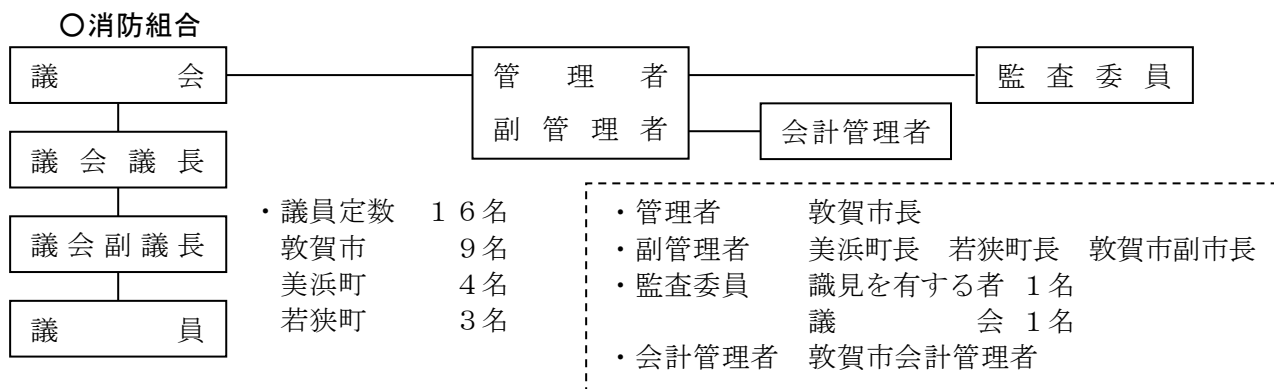 〇消防組合
議会
管理者
副管理者
監査委員
会計管理者
議会議長
議会副議長
議員
・議員定数 １６名
敦賀市 ９名
美浜町 ４名
若狭町 ３名
・管理者 敦賀市長
・副管理者 美浜町長 若狭町長 敦賀市副市長
・監査委員 識見を有する者 １名
議会 １名
・会計管理者 敦賀市会計管理者